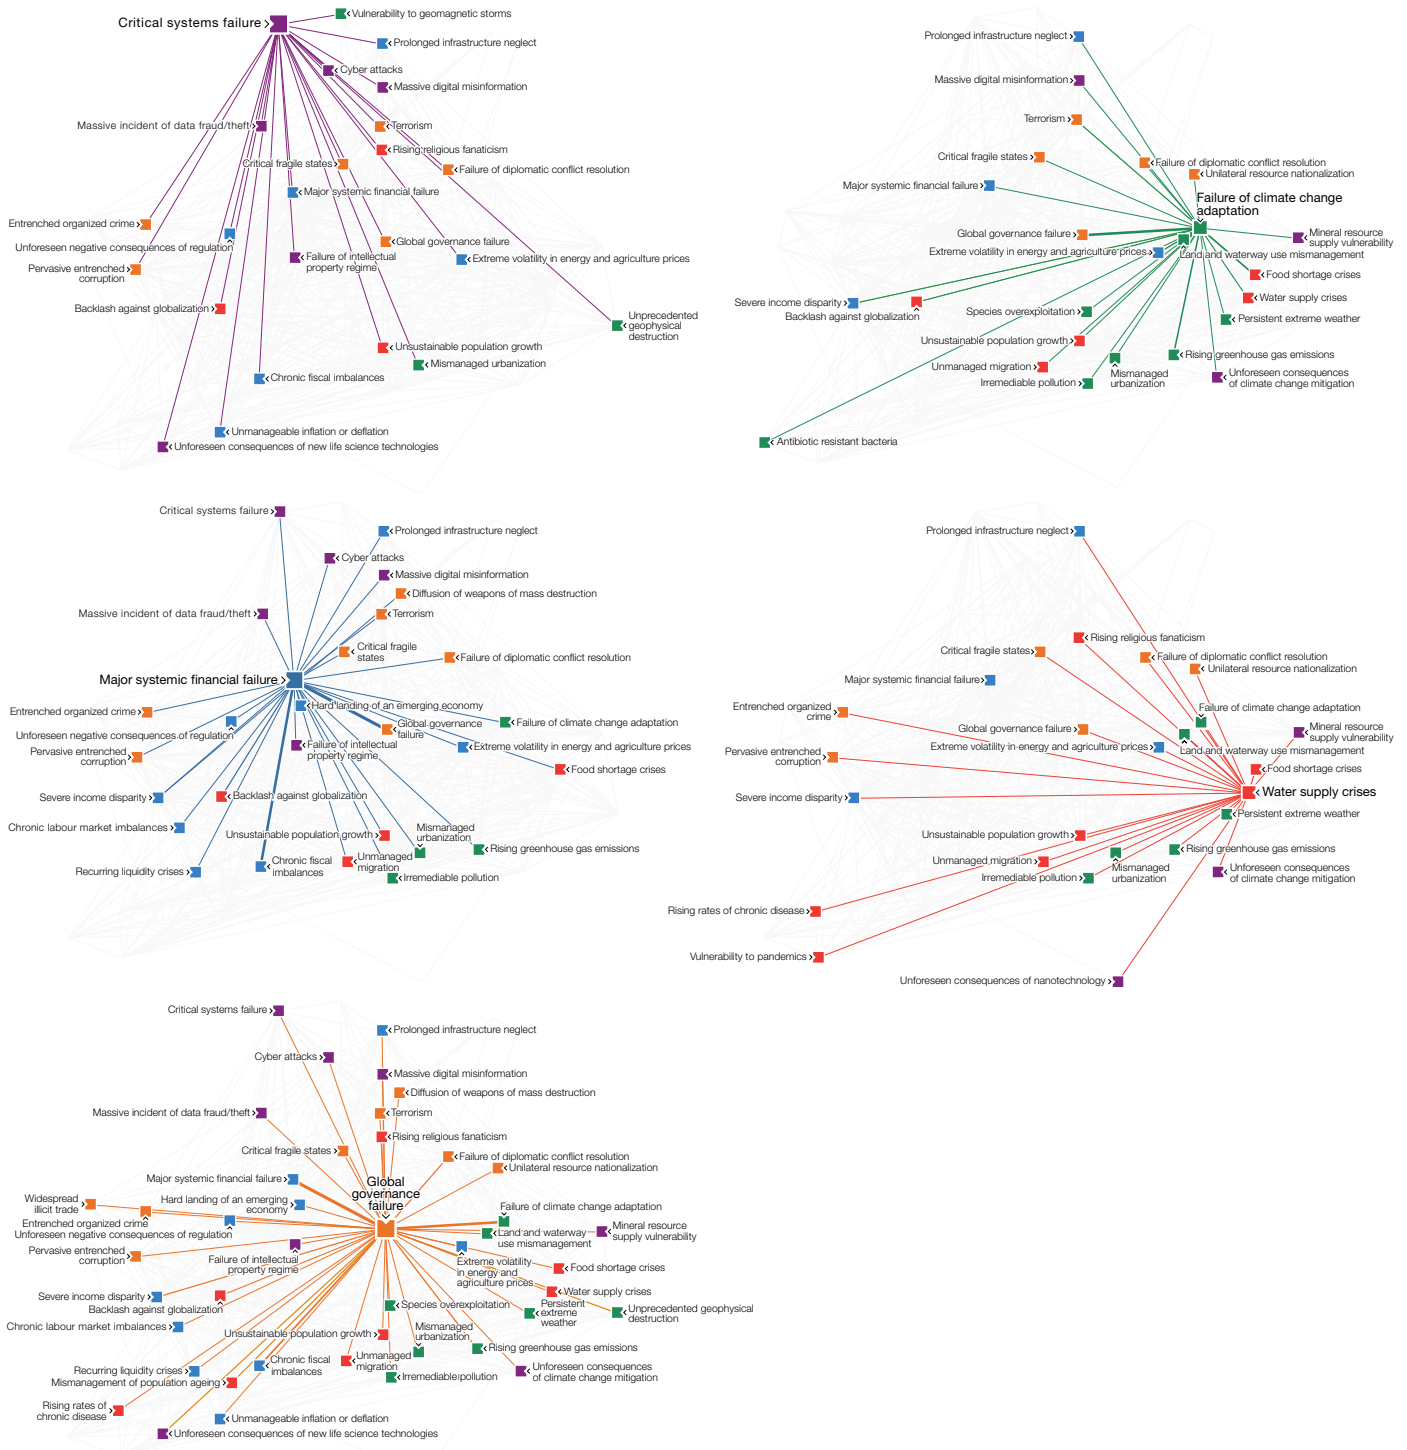 Critical systems failure
Vulnerability to geomagnetic storms
Prolonged infrastructure neglect
Cyber attacks
Massive digital misinformation
Massive incident of data fraud/theft
Terrorism
Rising religious fanaticism
Critical fragile states
Failure of diplomatic conflict resolution
Major systemic financial failure
Entrenched organized crime
Unforeseen negative consequences of regulation
Global governance failure
Failure of intellectual
property regime
Extreme volatility in energy and agriculture prices
Pervasive entrenched
corruption
Backlash against globalization
Unprecedented
geophysical
destruction
Unsustainable population growth
Mismanaged urbanization
Chronic fiscal imbalances
Unmanageable inflation or deflation
Unforeseen consequences of new life science technologies
Prolonged infrastructure neglect
Massive digital misinformation
Terrorism
Critical fragile states
Failure of diplomatic conflict resolution
Unilateral resource nationalization
Major systemic financial failure
Failure of climate change
adaptation
Global governance failure
Mineral resource
supply vulnerability
Extreme volatility in energy and agriculture prices
Land and waterway use mismanagement
Food shortage crises
Severe income disparity
Backlash against globalization
Water supply crises
Species overexploitation
Persistent extreme weather
Unsustainable population growth
Rising greenhouse gas emissions
Unmanaged migration
Mismanaged
urbanization
Irremediable pollution
Unforeseen consequences
of climate change mitigation
Antibiotic resistant bacteria
Critical systems failure
Prolonged infrastructure neglect
Cyber attacks
Massive digital misinformation
Diffusion of weapons of mass destruction
Massive incident of data fraud/theft
Terrorism
Critical fragile
states
Failure of diplomatic conflict resolution
Major systemic financial failure
Hard landing of an emerging economy
Entrenched organized crime
Unforeseen negative consequences of regulation
Global governance
failure
Failure of climate change adaptation
Failure of intellectual
property regime
Extreme volatility in energy and agriculture prices
Pervasive entrenched
corruption
Food shortage crises
Severe income disparity
Backlash against globalization
Chronic labour market imbalances
Unsustainable population growth
Mismanaged
urbanization
Rising greenhouse gas emissions
Recurring liquidity crises
Chronic fiscal
imbalances
Unmanaged
migration
Irremediable pollution
Prolonged infrastructure neglect
Rising religious fanaticism
Critical fragile states
Failure of diplomatic conflict resolution
Unilateral resource nationalization
Major systemic financial failure
Entrenched organized
crime
Failure of climate change adaptation
Global governance failure
Mineral resource
supply vulnerability
Extreme volatility in energy and agriculture prices
Land and waterway use mismanagement
Pervasive entrenched
corruption
Food shortage crises
Severe income disparity
Water supply crises
Persistent extreme weather
Unsustainable population growth
Rising greenhouse gas emissions
Unmanaged migration
Mismanaged
urbanization
Irremediable pollution
Unforeseen consequences
of climate change mitigation
Rising rates of chronic disease
Vulnerability to pandemics
Unforeseen consequences of nanotechnology
Critical systems failure
Prolonged infrastructure neglect
Cyber attacks
Massive digital misinformation
Diffusion of weapons of mass destruction
Massive incident of data fraud/theft
Terrorism
Rising religious fanaticism
Critical fragile states
Failure of diplomatic conflict resolution
Unilateral resource nationalization
Major systemic financial failure
Global
governance
failure
Widespread
illicit trade
Hard landing of an emerging
economy
Entrenched organized crime
Unforeseen negative consequences of regulation
Failure of climate change adaptation
Land and waterway
use mismanagement
Mineral resource
supply vulnerability
Pervasive entrenched
corruption
Failure of intellectual
property regime
Extreme volatility
in energy and
agriculture prices
Food shortage crises
Severe income disparity
Backlash against globalization
Water supply crises
Species overexploitation
Persistent
extreme
weather
Unprecedented geophysical
destruction
Chronic labour market imbalances
Unsustainable population growth
Mismanaged
urbanization
Rising greenhouse gas emissions
Recurring liquidity crises
Chronic fiscal
imbalances
Unmanaged
migration
Irremediable pollution
Unforeseen consequences
of climate change mitigation
Mismanagement of population ageing
Rising rates of
chronic disease
Unmanageable inflation or deflation
Unforeseen consequences of new life science technologies